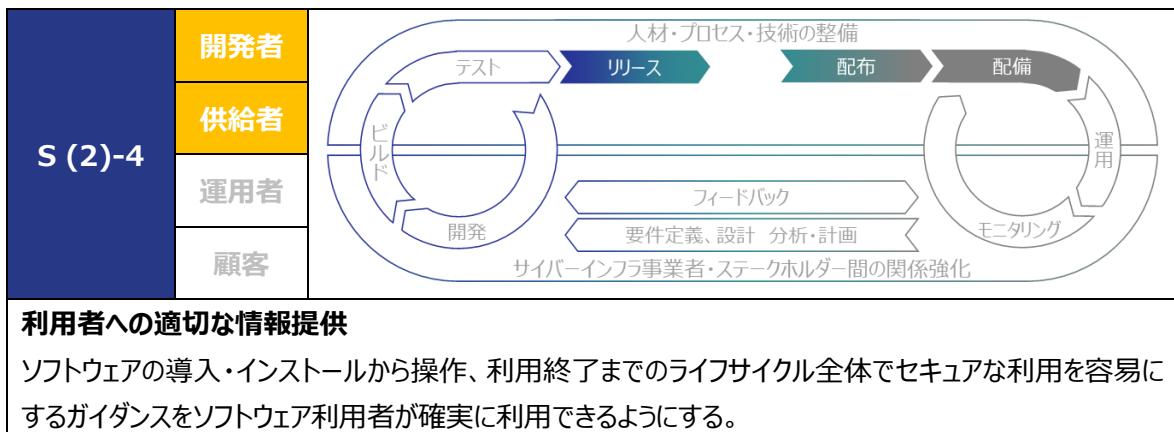 S (2)-4
開発者
供給者
運用者
顧客
人材・プロセス・技術の整備
テスト
リリース
配布
配備
ビルド
運用
開発
フィードバック
要件定義、設計 分析・計画
モニタリング
サイバーインフラ事業者・ステークホルダー間の関係強化
利用者への適切な情報提供
ソフトウェアの導入・インストールから操作、利用終了までのライフサイクル全体でセキュアな利用を容易に
するガイダンスをソフトウェア利用者が確実に利用できるようにする。